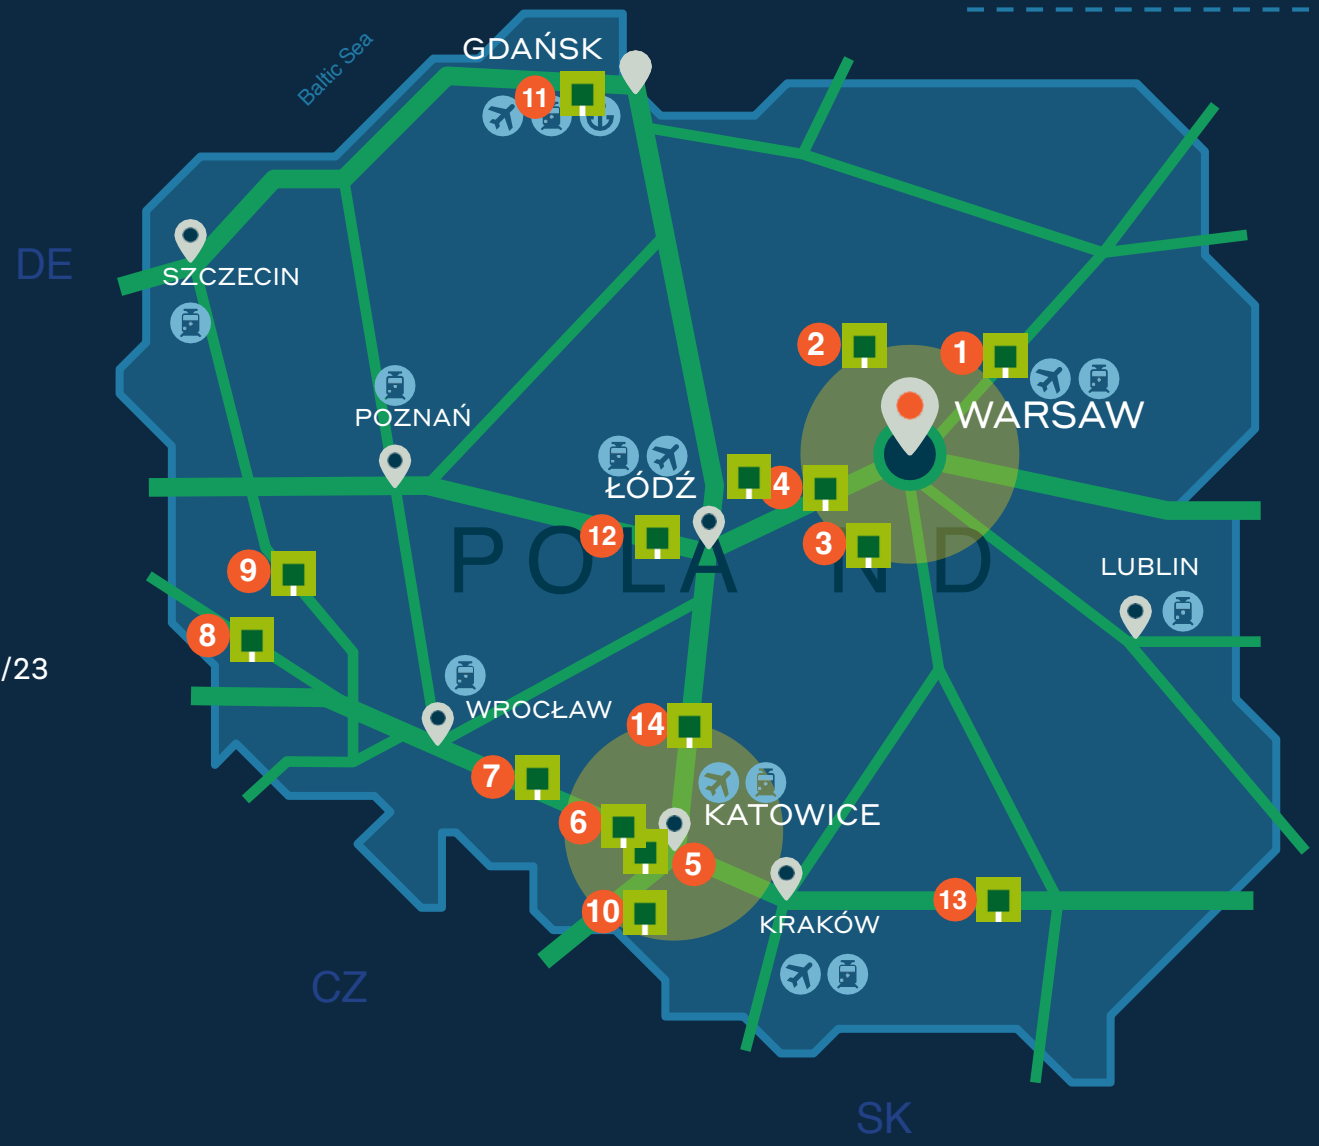 Baltic Sea
GDAŃSK
11
DE
SZCZECIN
2
1
WARSAW
POZNAŃ
ŁÓDŹ
4
12
3
POLAND
LUBLIN
9
8
/23
WROCŁAW
14
7
KATOWICE
6
5
13
10
KRAKÓW
CZ
SK